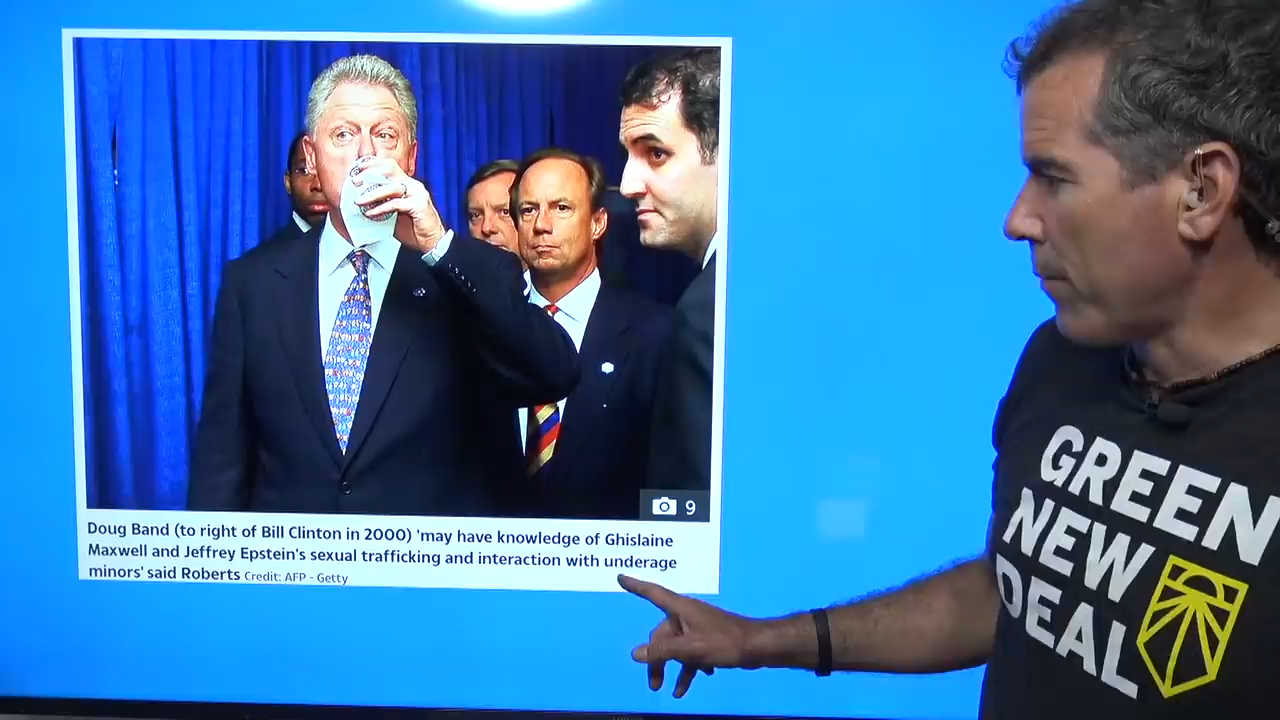 9
Doug Band (to right of Bill Clinton in 2000) 'may have knowledge of Ghislaine
Maxwell and Jeffrey Epstein's sexual trafficking and interaction with underage
minors' said Roberts Credit: AFP - Getty
GREEN
NEW
DEAL